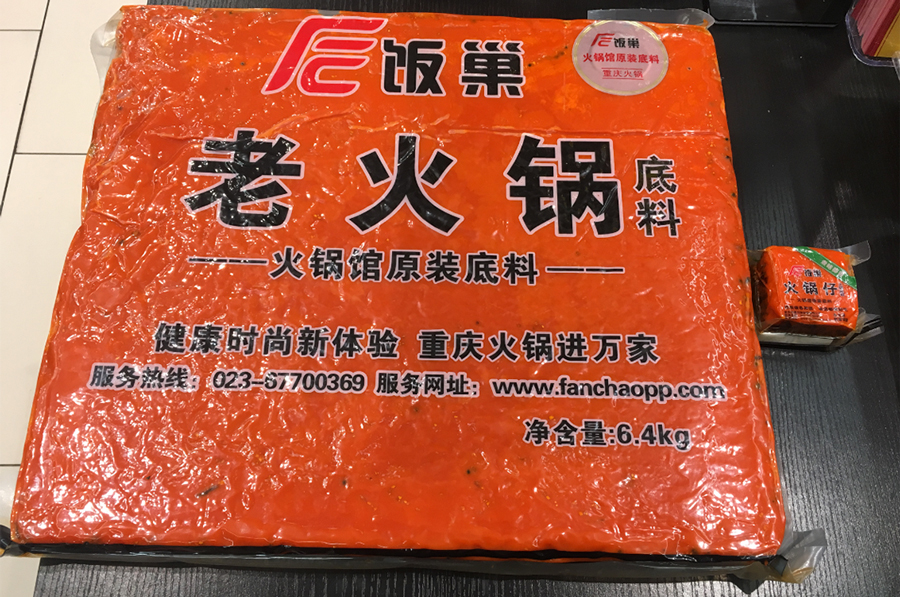 饭巢
饭巢
火锅馆原装底料
重庆火锅
老火锅底料
火锅馆原装底料
健康时尚新体验 重庆火锅进万家
服务热线：023-67700369 服务网址：www.fanchaopp.com
净含量:6.4kg
饭巢
火锅仔